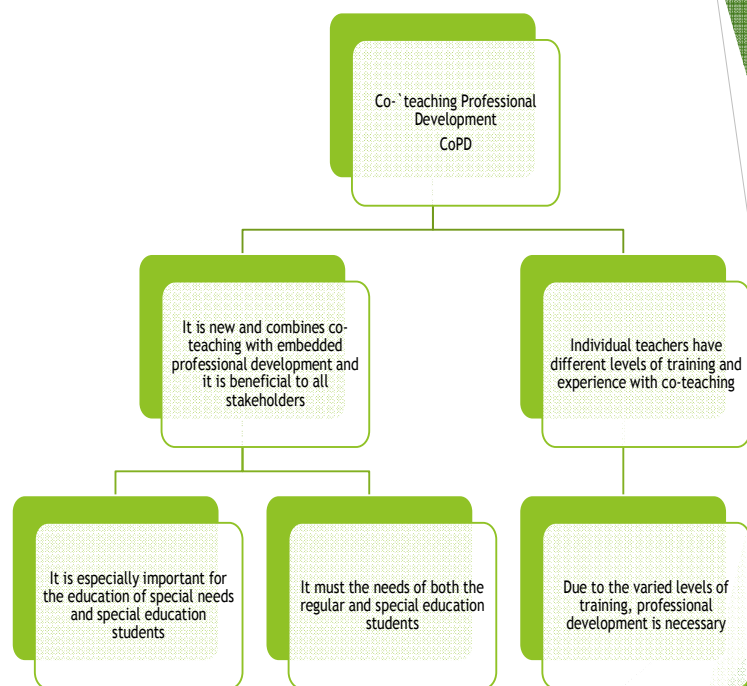 Co-`teaching Professional
Development
CoPD
It is new and combines co-
teaching with embedded
professional development and
it is beneficial to all
stakeholders
Individual teachers have
different levels of training and
experience with co-teaching
It is especially important for
the education of special needs
and special education
students
It must the needs of both the
regular and special education
students
Due to the varied levels of
training, professional
development is necessary